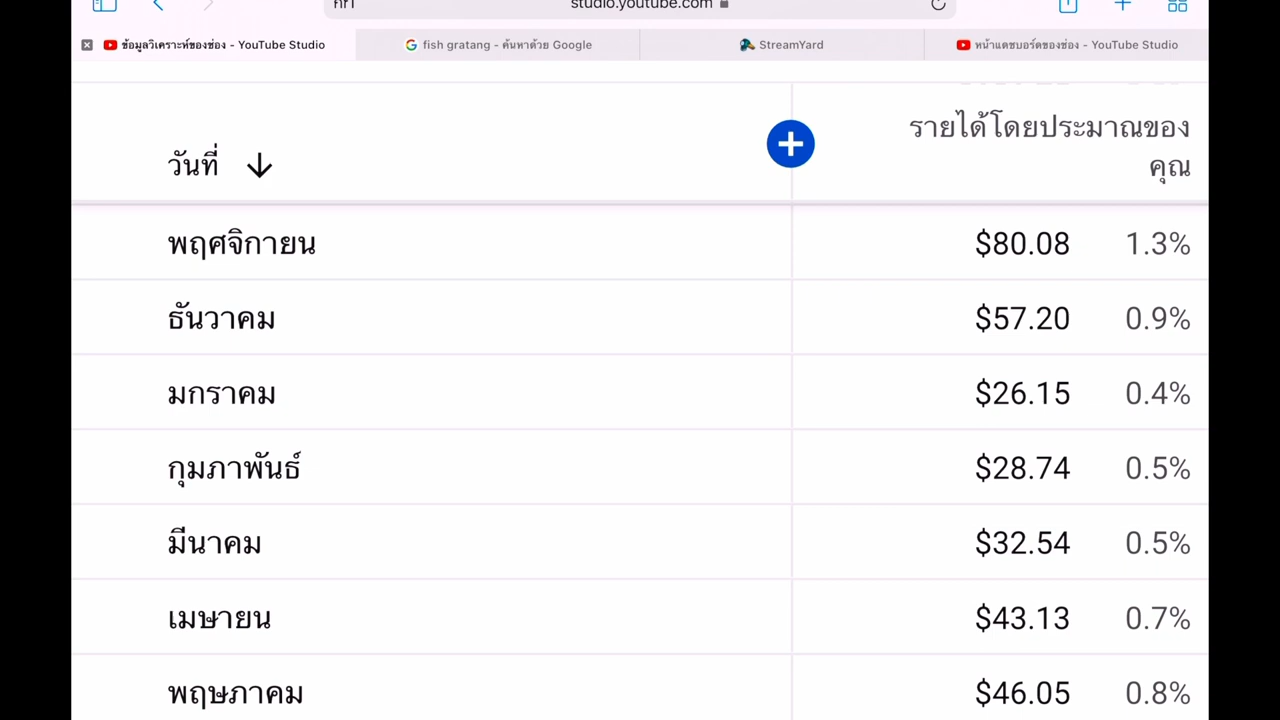 studio.youtube.com
ข้อมูลวิเคราะห์ของช่อง - YouTube Studio
fish gratang - ค้นหาด้วย Google
StreamYard
หน้าแดชบอร์ดของช่อง - YouTube Studio
วันที่
รายได้โดยประมาณของ
คุณ
พฤศจิกายน $80.08 1.3%
ธันวาคม $57.20 0.9%
มกราคม $26.15 0.4%
กุมภาพันธ์ $28.74 0.5%
มีนาคม $32.54 0.5%
เมษายน $43.13 0.7%
พฤษภาคม $46.05 0.8%